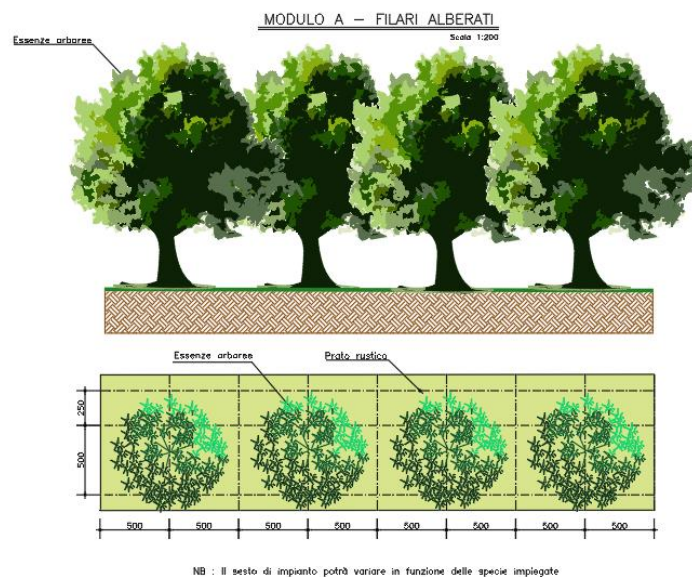 MODULO A – FILARI ALBERATI
Scala 1:200
Essenze arboree
Essenze arboree
Prato rustico
250
500
500 500 500 500 500 500 500 500
NB : Il sesto di impianto potrà variare in funzione delle specie impiegate